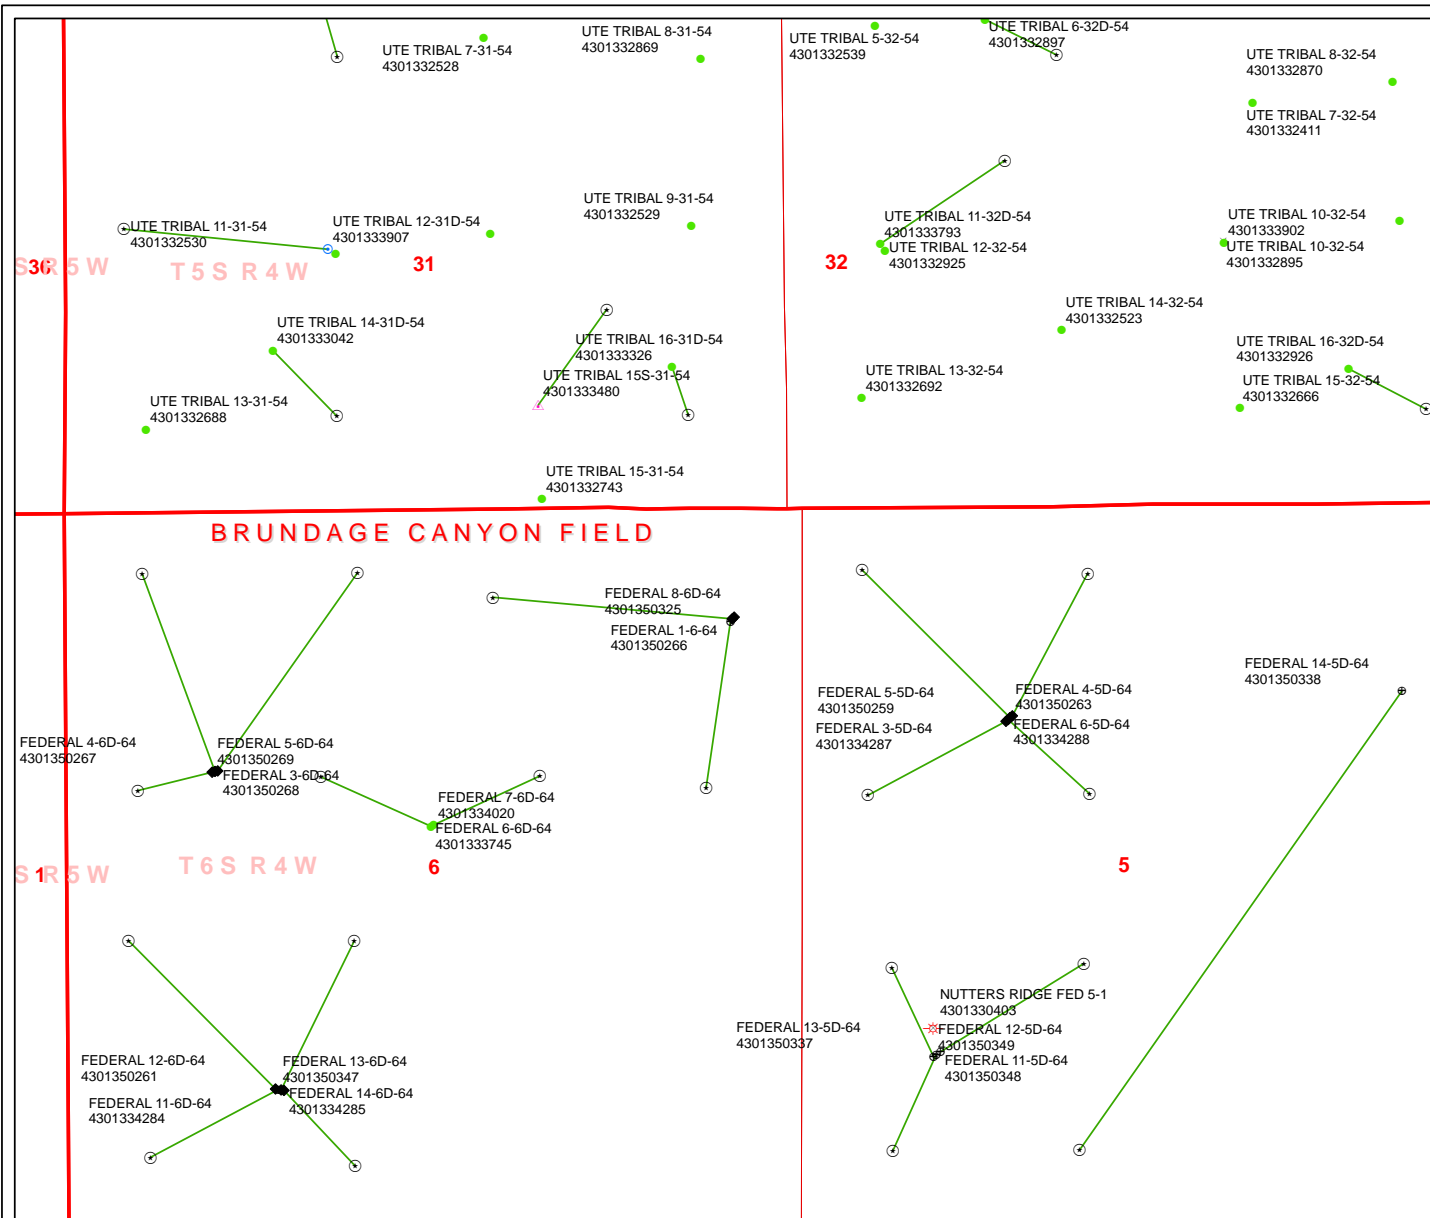 UTE TRIBAL 7-31-54
4301332528
UTE TRIBAL 8-31-54
4301332869
UTE TRIBAL 5-32-54
4301332539
UTE TRIBAL 6-32D-54
4301332897
UTE TRIBAL 8-32-54
4301332870
UTE TRIBAL 7-32-54
4301332411
UTE TRIBAL 11-31-54
4301332530
UTE TRIBAL 12-31D-54
4301333907
UTE TRIBAL 9-31-54
4301332529
UTE TRIBAL 11-32D-54
4301333793
UTE TRIBAL 12-32-54
4301332925
UTE TRIBAL 10-32-54
4301333902
UTE TRIBAL 10-32-54
4301332895
36
S R 5 W
T 5 S R 4 W
31
32
UTE TRIBAL 14-31D-54
4301333042
UTE TRIBAL 16-31D-54
4301333326
UTE TRIBAL 15S-31-54
4301333480
UTE TRIBAL 14-32-54
4301332523
UTE TRIBAL 16-32D-54
4301332926
UTE TRIBAL 13-32-54
4301332692
UTE TRIBAL 15-32-54
4301332666
UTE TRIBAL 13-31-54
4301332688
UTE TRIBAL 15-31-54
4301332743
BRUNDAGE CANYON FIELD
FEDERAL 8-6D-64
4301350325
FEDERAL 1-6-64
4301350266
FEDERAL 14-5D-64
4301350338
FEDERAL 5-5D-64
4301350259
FEDERAL 4-5D-64
4301350263
FEDERAL 3-5D-64
4301334287
FEDERAL 6-5D-64
4301334288
FEDERAL 4-6D-64
4301350267
FEDERAL 5-6D-64
4301350269
FEDERAL 3-6D-64
4301350268
FEDERAL 7-6D-64
4301334020
FEDERAL 6-6D-64
4301333745
1
S R 5 W
T 6 S R 4 W
6
5
NUTTERS RIDGE FED 5-1
4301330403
FEDERAL 13-5D-64
4301350337
FEDERAL 12-5D-64
4301350349
FEDERAL 11-5D-64
4301350348
FEDERAL 12-6D-64
4301350261
FEDERAL 13-6D-64
4301350347
FEDERAL 14-6D-64
4301334285
FEDERAL 11-6D-64
4301334284